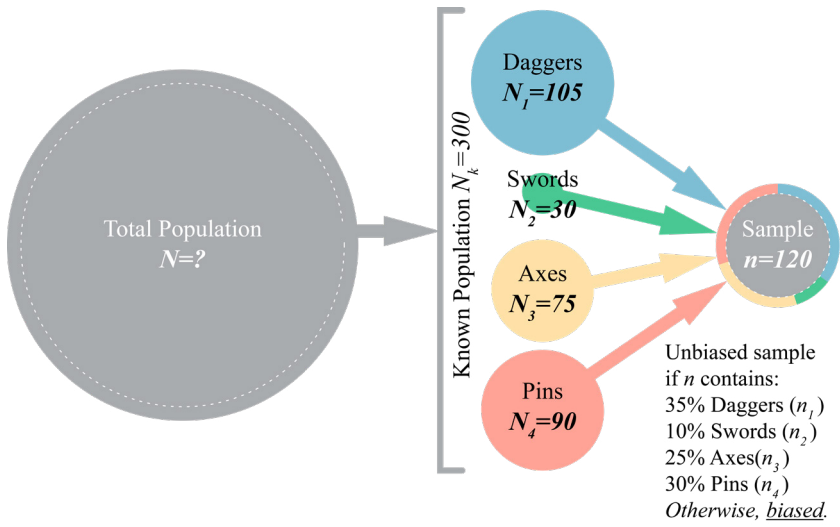 Total Population
N=?
Known Population N_k=300
Daggers
N_1=105
Swords
N_2=30
Axes
N_3=75
Pins
N_4=90
Sample
n=120
Unbiased sample
if n contains:
35% Daggers (n_1)
10% Swords (n_2)
25% Axes(n_3)
30% Pins (n_4)
Otherwise, biased.